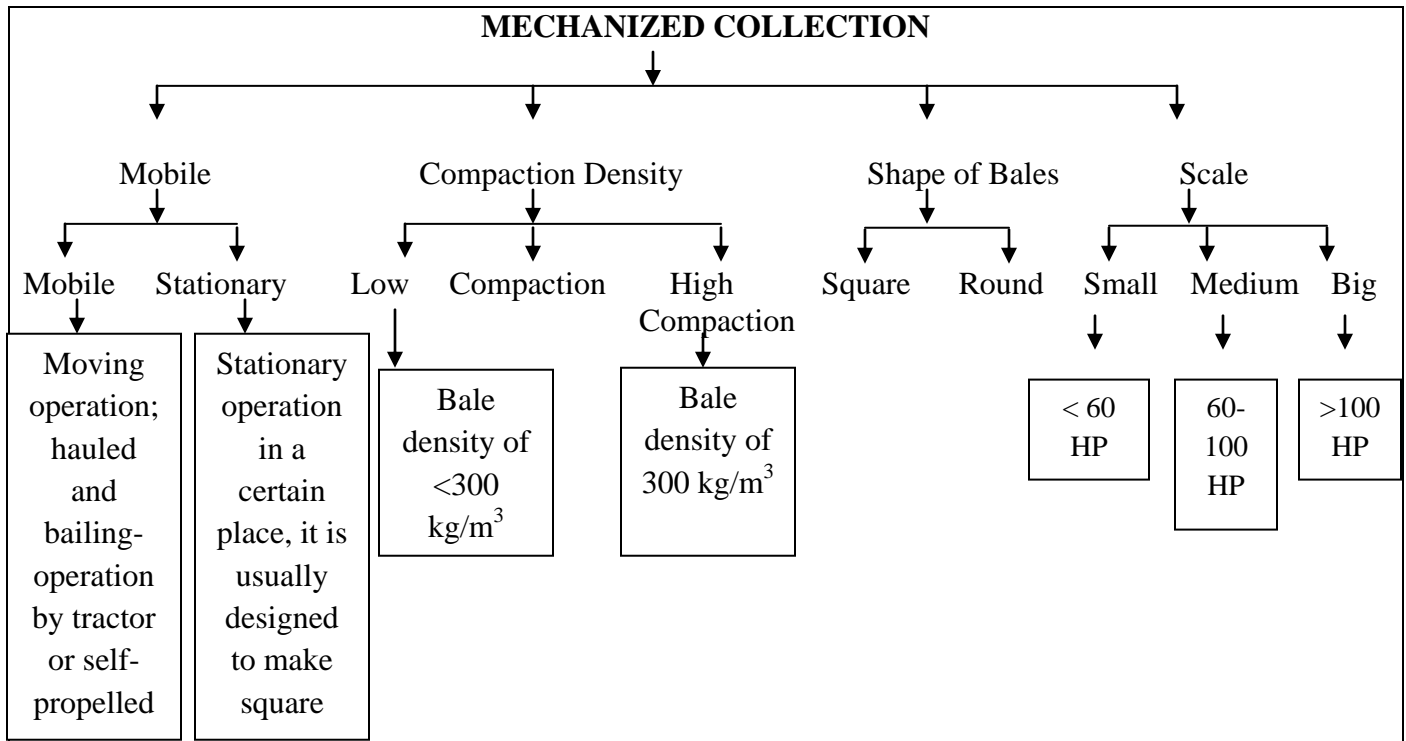 MECHANIZED COLLECTION
Mobile Compaction Density Shape of Bales Scale
Mobile Stationary Low Compaction High Compaction Square Round Small Medium Big
Moving
operation;
hauled
and
bailing-
operation
by tractor
or self-
propelled
Stationary
operation
in a
certain
place, it is
usually
designed
to make
square
Bale
density of
<300
kg/m³
Bale
density of
300 kg/m³
< 60
HP
60-
100
HP
>100
HP